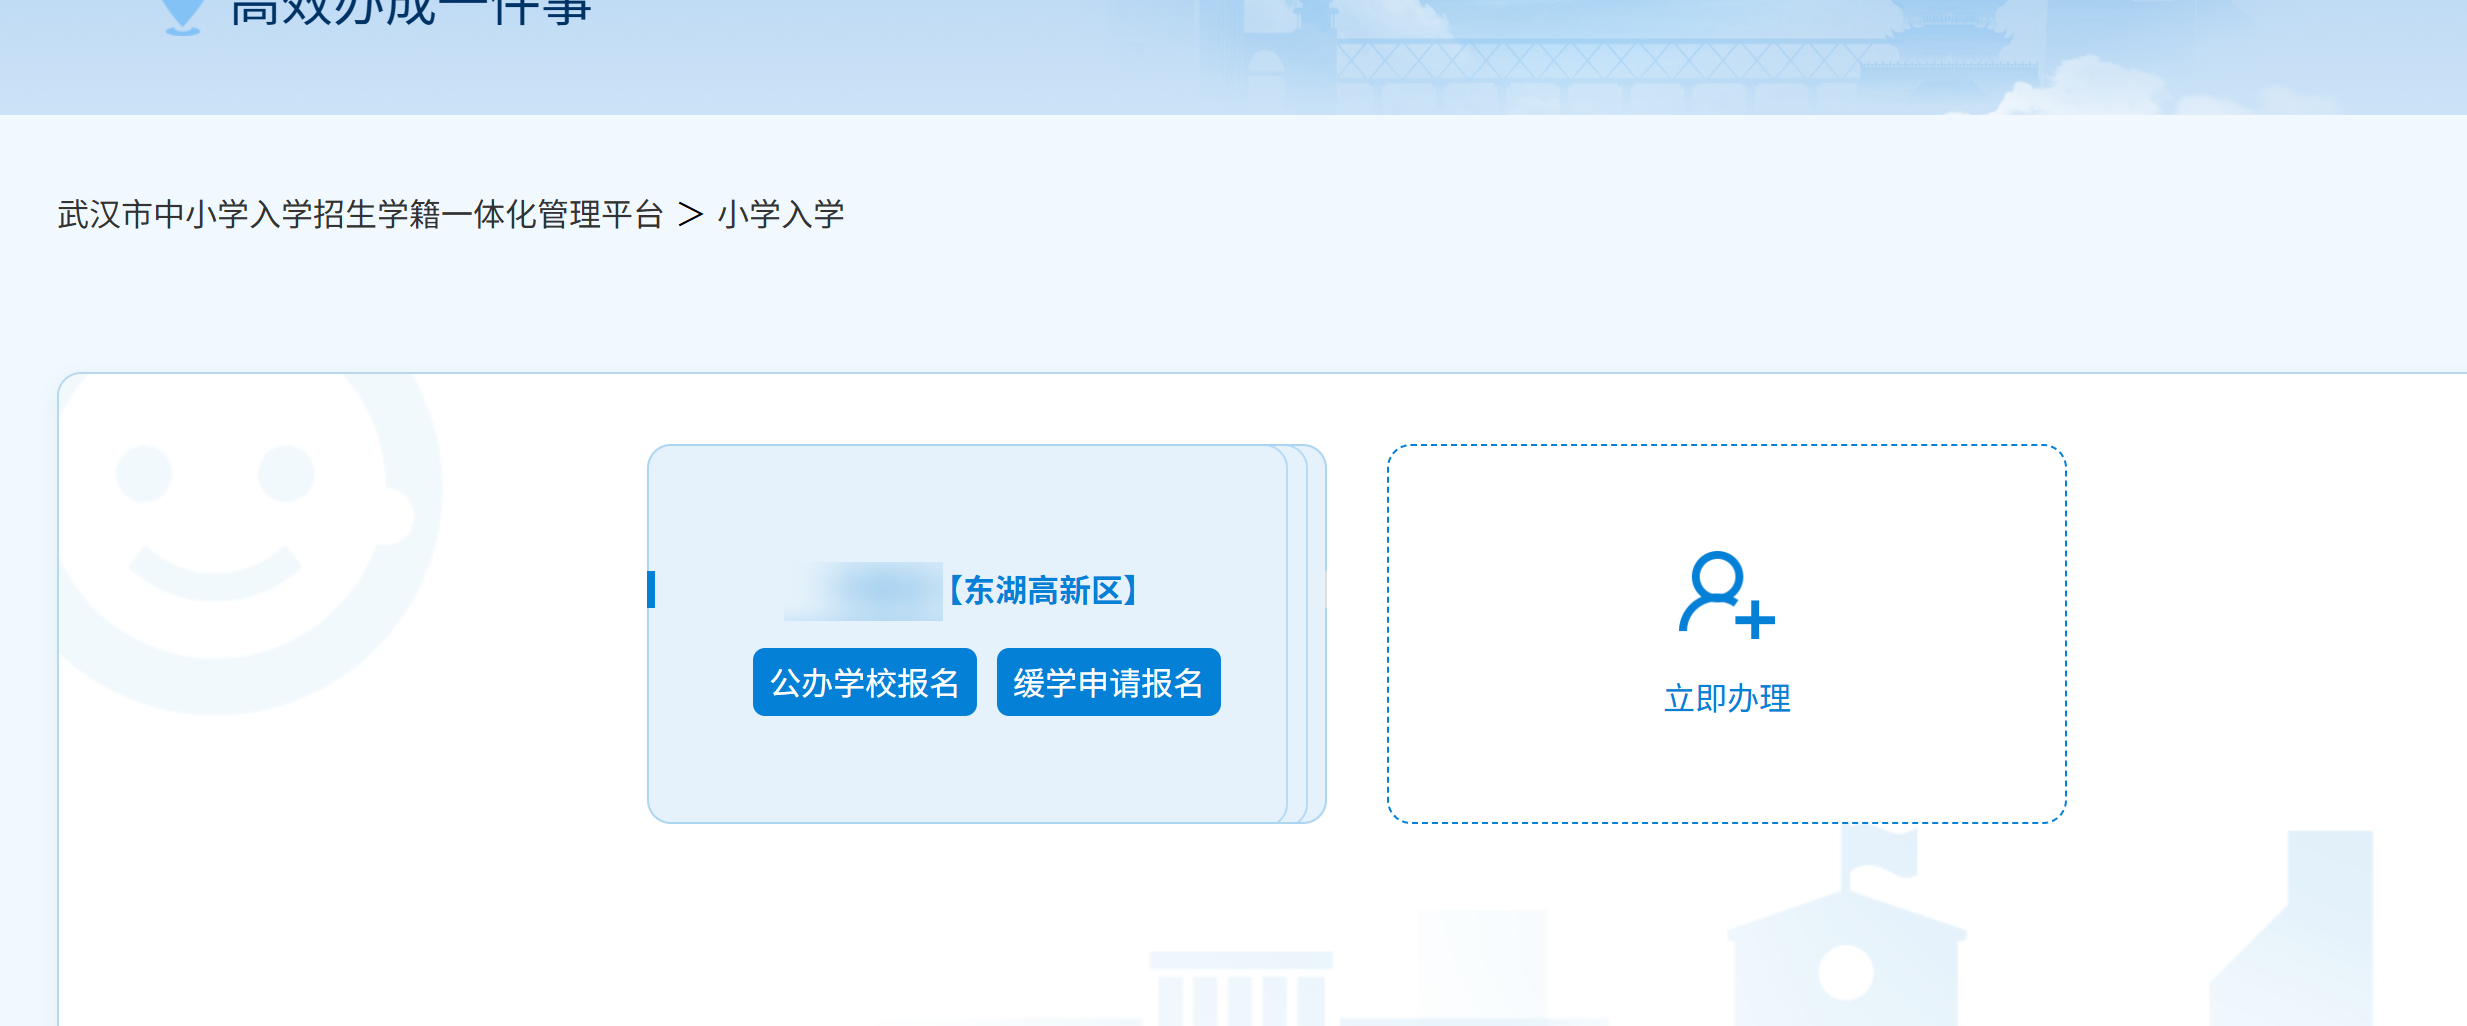 高效办成一件事
武汉市中小学入学招生学籍一体化管理平台 > 小学入学
【东湖高新区】
公办学校报名 缓学申请报名
立即办理